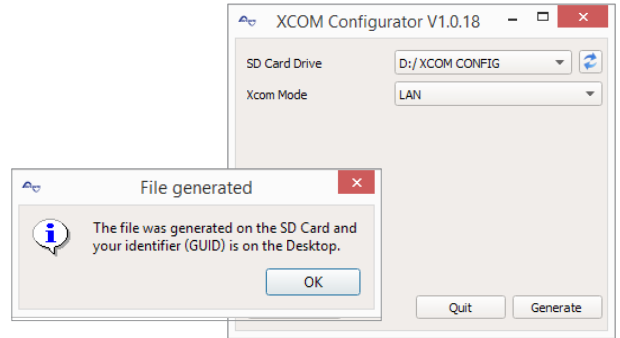 XCOM Configurator V1.0.18
SD Card Drive
D:/ XCOM CONFIG
Xcom Mode
LAN
File generated
The file was generated on the SD Card and
your identifier (GUID) is on the Desktop.
OK
Quit
Generate